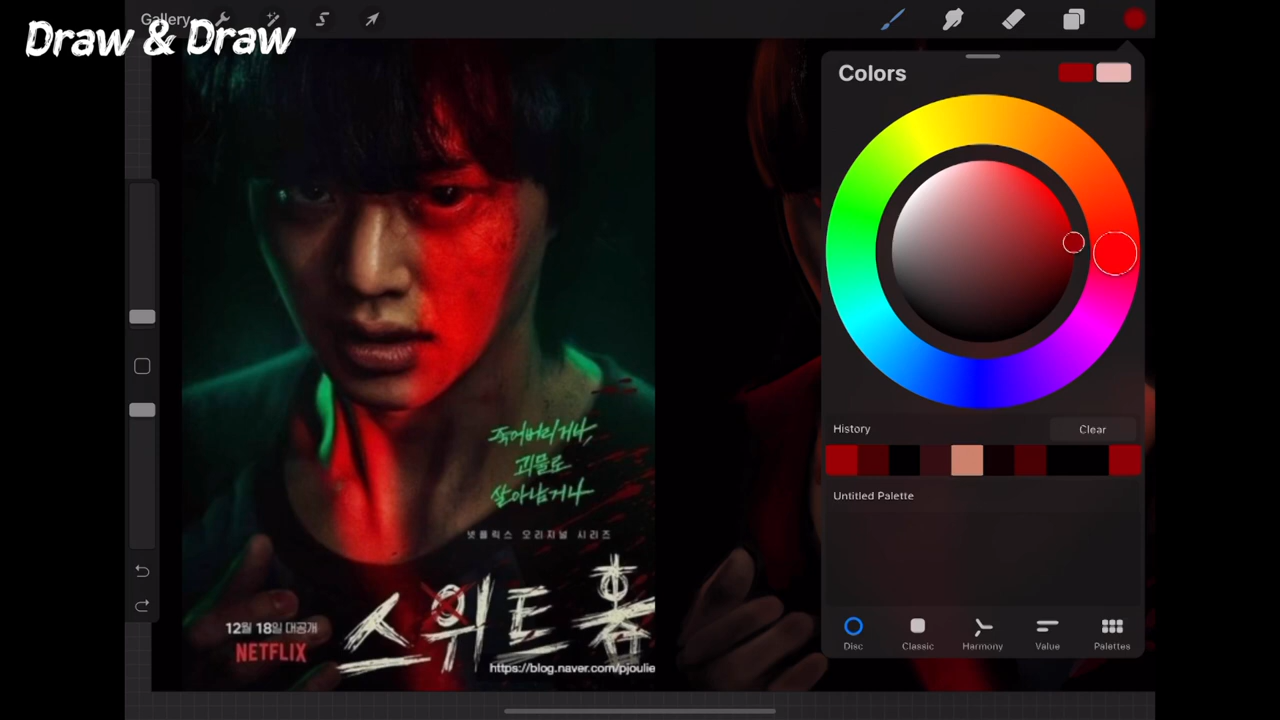 Gallery
Draw & Draw
Colors
죽어버리거나,
괴물로
살아남거나
넷플릭스 오리지널 시리즈
스위트홈
12월 18일 대공개
NETFLIX
https://blog.naver.com/pjoulie
History
Clear
Untitled Palette
Disc
Classic
Harmony
Value
Palettes